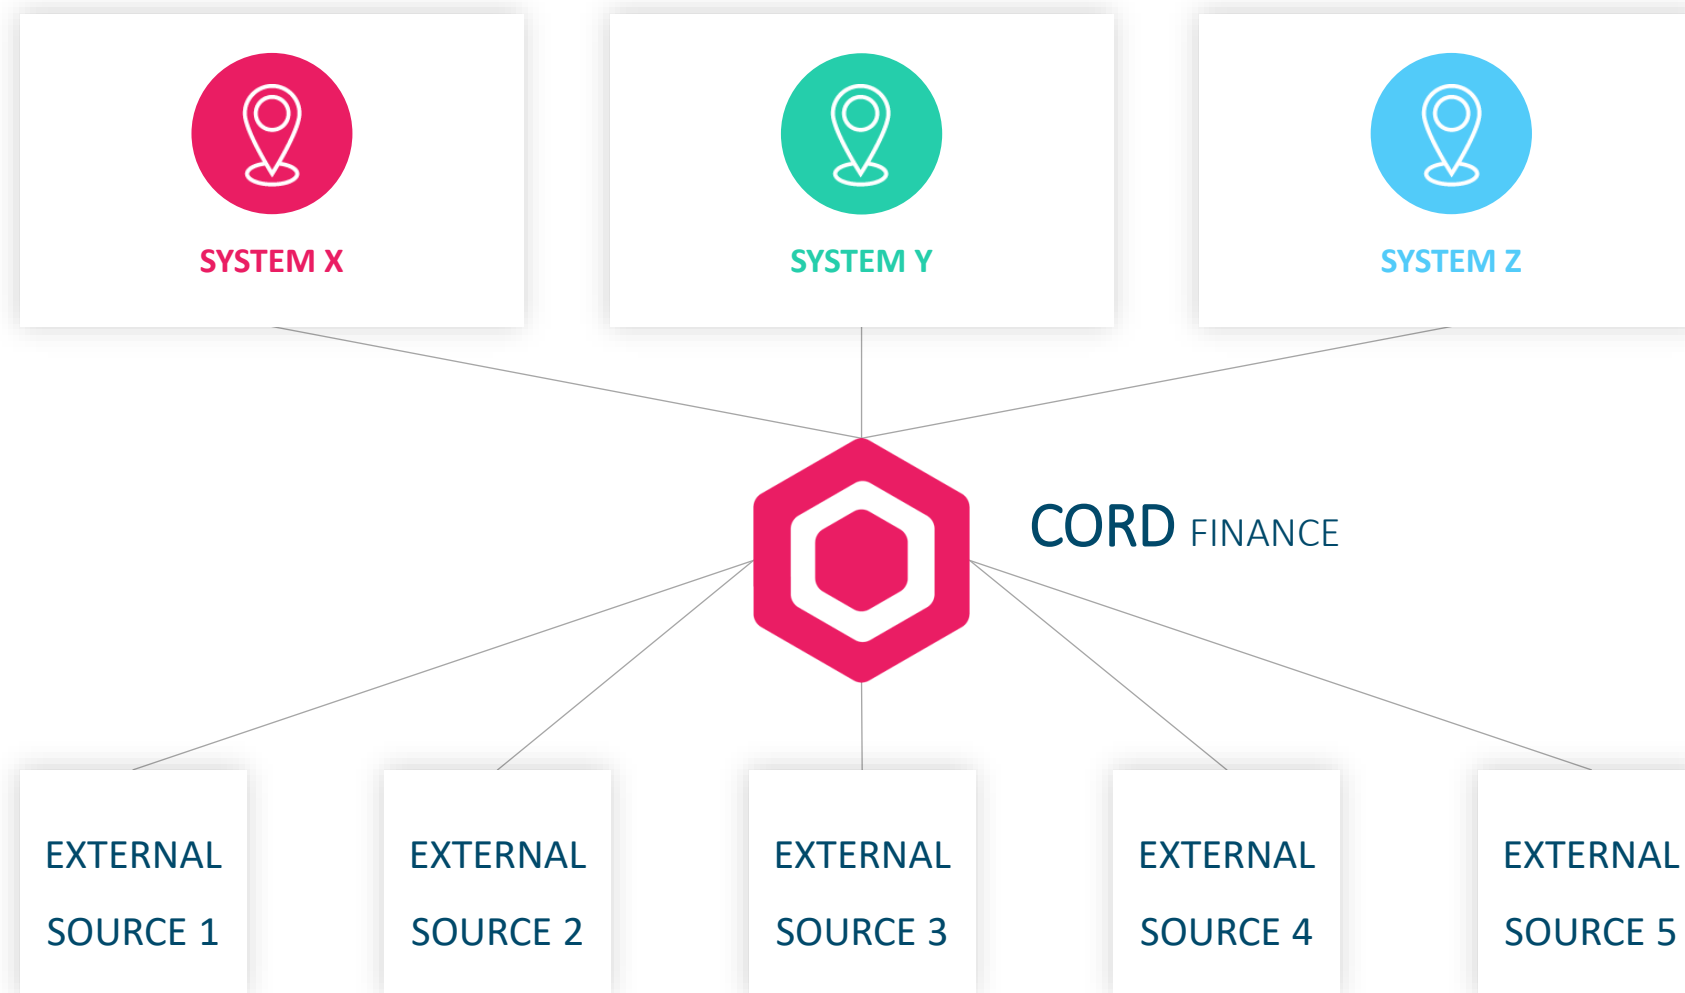 SYSTEM X
SYSTEM Y
SYSTEM Z
CORD FINANCE
EXTERNAL
SOURCE 1
EXTERNAL
SOURCE 2
EXTERNAL
SOURCE 3
EXTERNAL
SOURCE 4
EXTERNAL
SOURCE 5